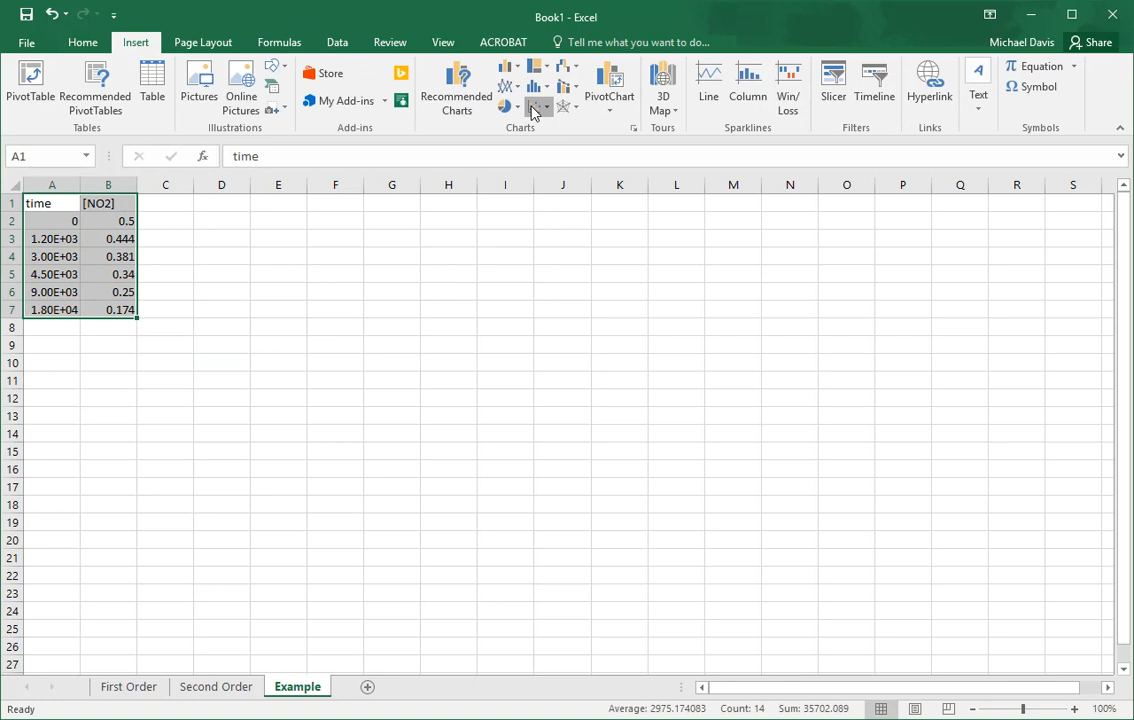 Book1 - Excel
File Home Insert Page Layout Formulas Data Review View ACROBAT Tell me what you want to do... Michael Davis Share
PivotTable
Recommended PivotTables
Table
Tables
Pictures
Online Pictures
Illustrations
Store
My Add-ins
Add-ins
Recommended Charts
PivotChart
Charts
3D Map
Tours
Line
Column
Win/ Loss
Sparklines
Slicer
Timeline
Filters
Hyperlink
Links
A
Text
π Equation
Ω Symbol
Symbols
A1 fx time
A B C D E F G H I J K L M N O P Q R S
1 time [NO2]
2 0 0.5
3 1.20E+03 0.444
4 3.00E+03 0.381
5 4.50E+03 0.34
6 9.00E+03 0.25
7 1.80E+04 0.174
8
9
10
11
12
13
14
15
16
17
18
19
20
21
22
23
24
25
26
27
First Order Second Order Example
Ready Average: 2975.174083 Count: 14 Sum: 35702.089 100%